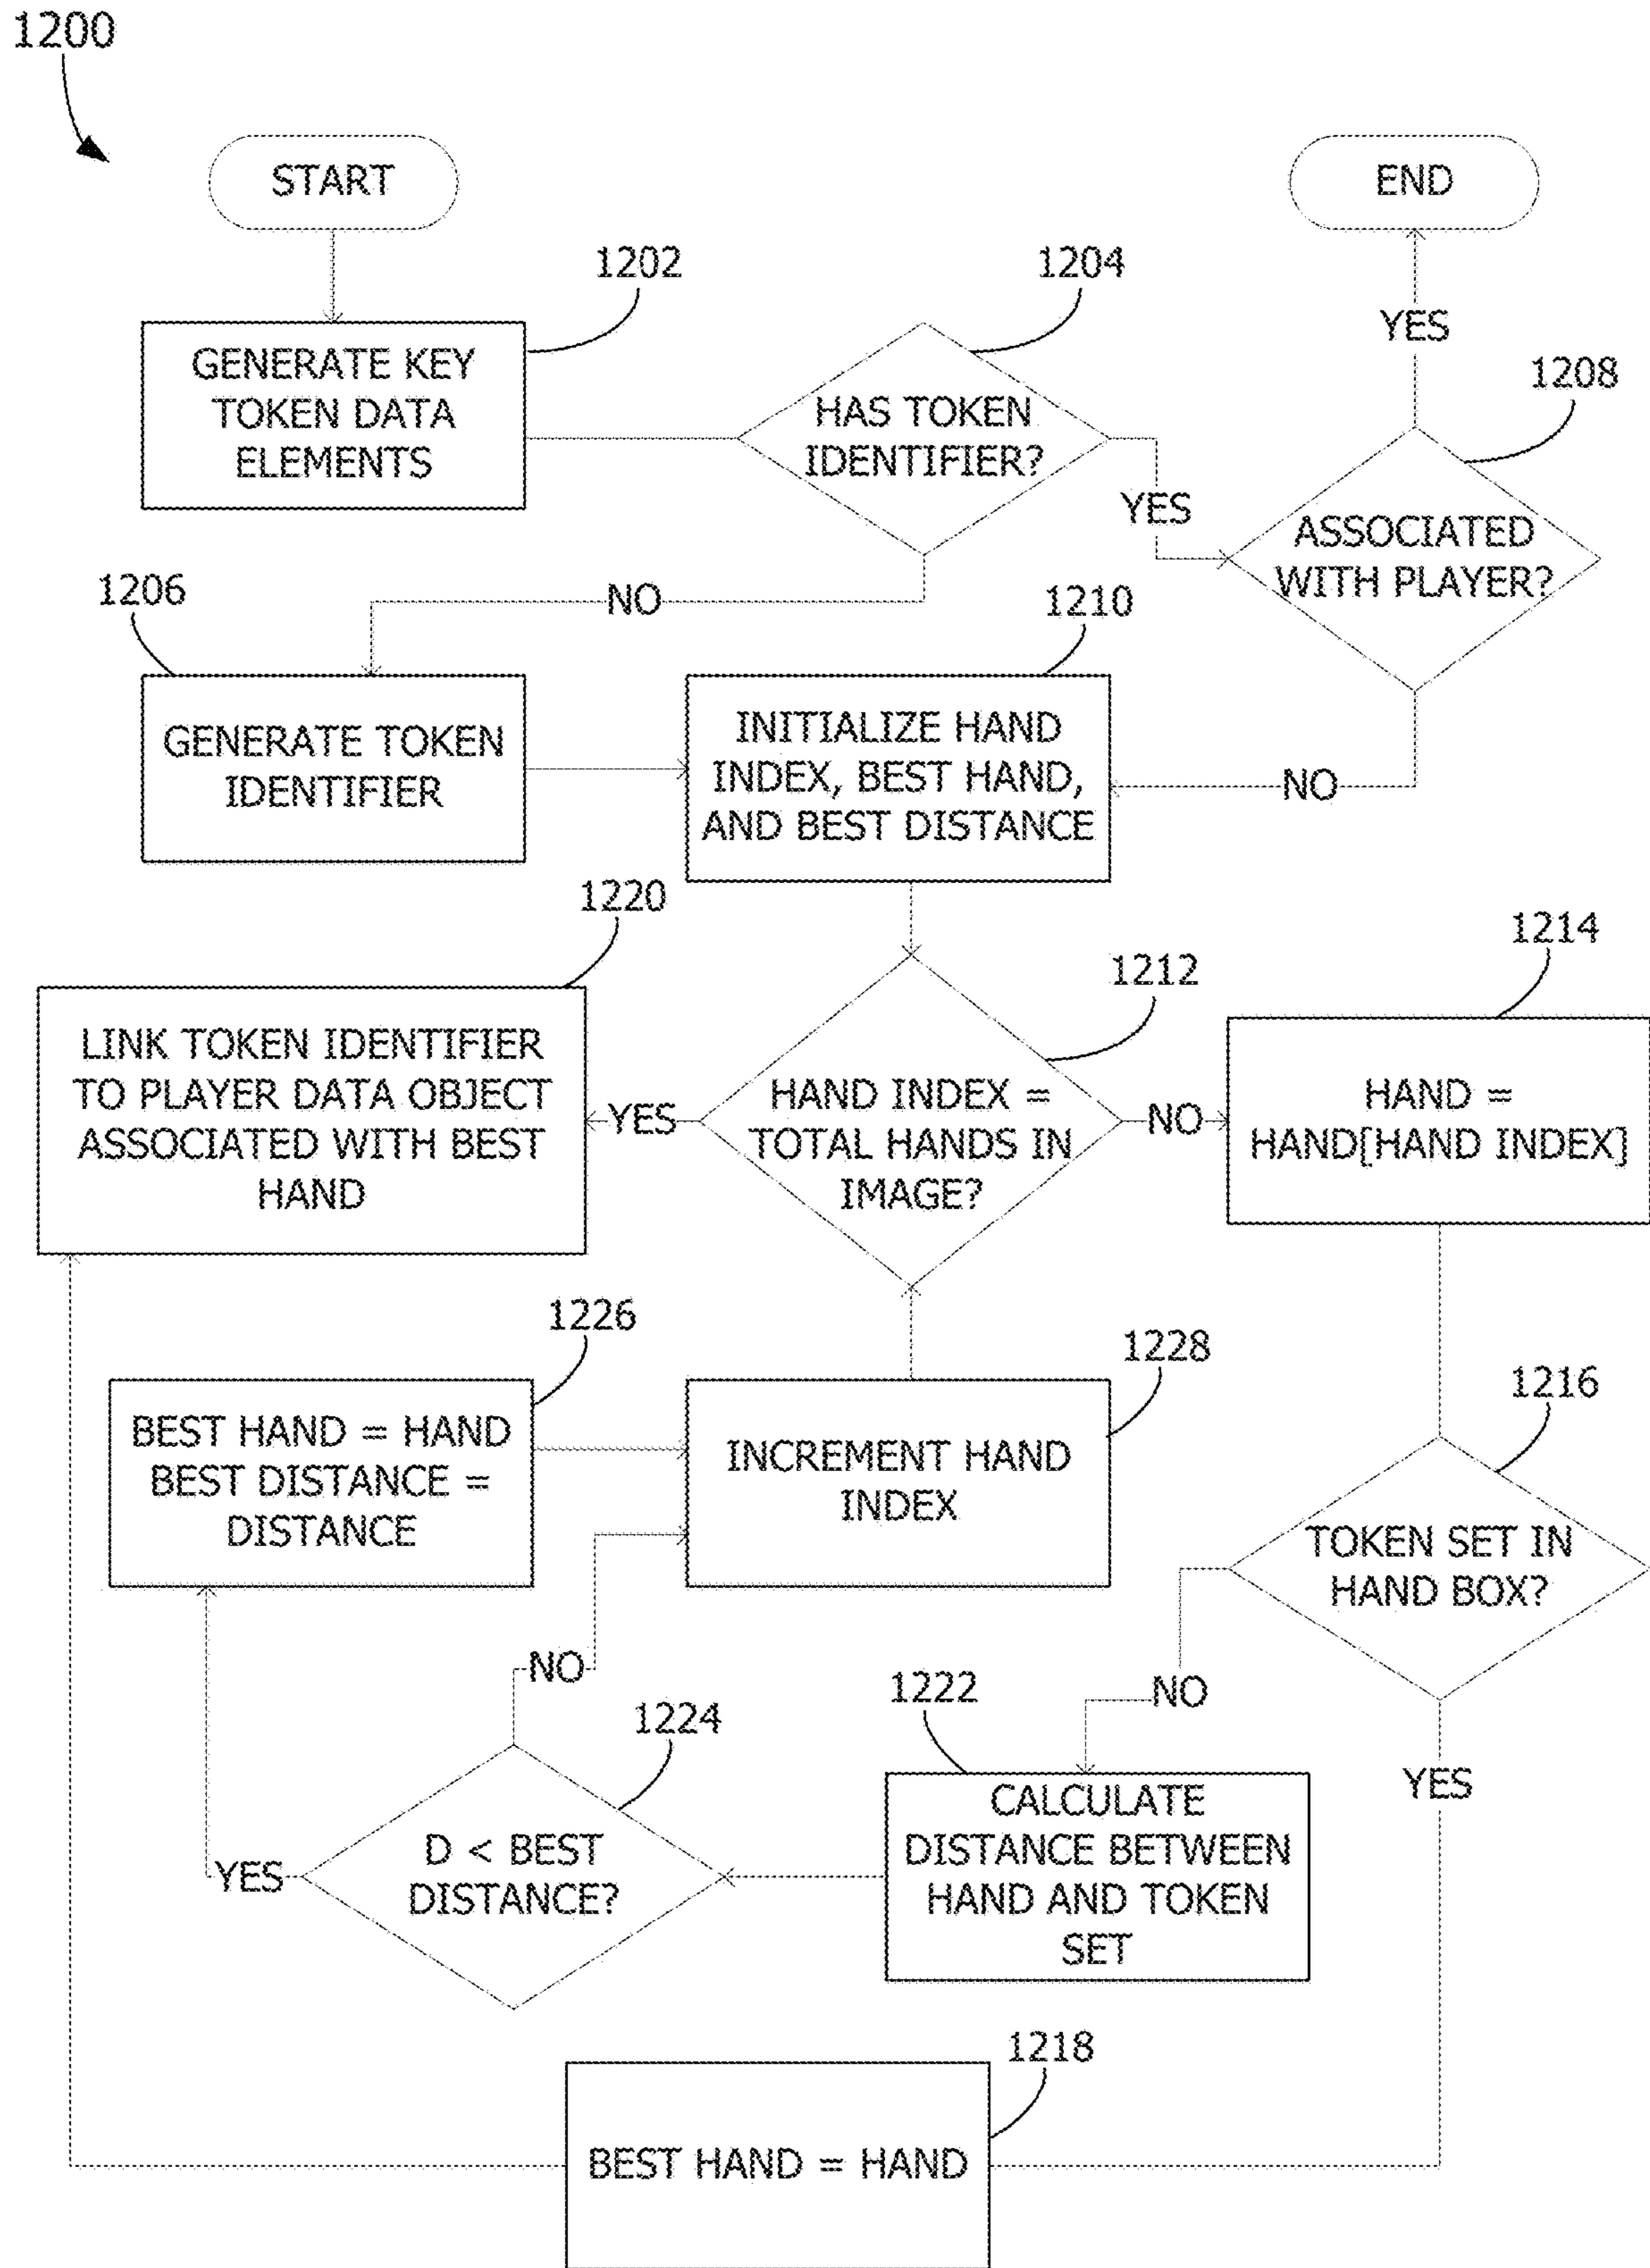 1200
START
END
1202
1204
YES
GENERATE KEY
TOKEN DATA
ELEMENTS
HAS TOKEN
IDENTIFIER?
1208
YES
ASSOCIATED
WITH PLAYER?
1206
NO
1210
GENERATE TOKEN
IDENTIFIER
INITIALIZE HAND
INDEX, BEST HAND,
AND BEST DISTANCE
NO
1220
1214
1212
LINK TOKEN IDENTIFIER
TO PLAYER DATA OBJECT
ASSOCIATED WITH BEST
HAND
YES
HAND INDEX =
TOTAL HANDS IN
IMAGE?
NO
HAND =
HAND[HAND INDEX]
1226
1228
1216
BEST HAND = HAND
BEST DISTANCE =
DISTANCE
INCREMENT HAND
INDEX
TOKEN SET IN
HAND BOX?
NO
1222
NO
1224
YES
D < BEST
DISTANCE?
YES
CALCULATE
DISTANCE BETWEEN
HAND AND TOKEN
SET
1218
BEST HAND = HAND